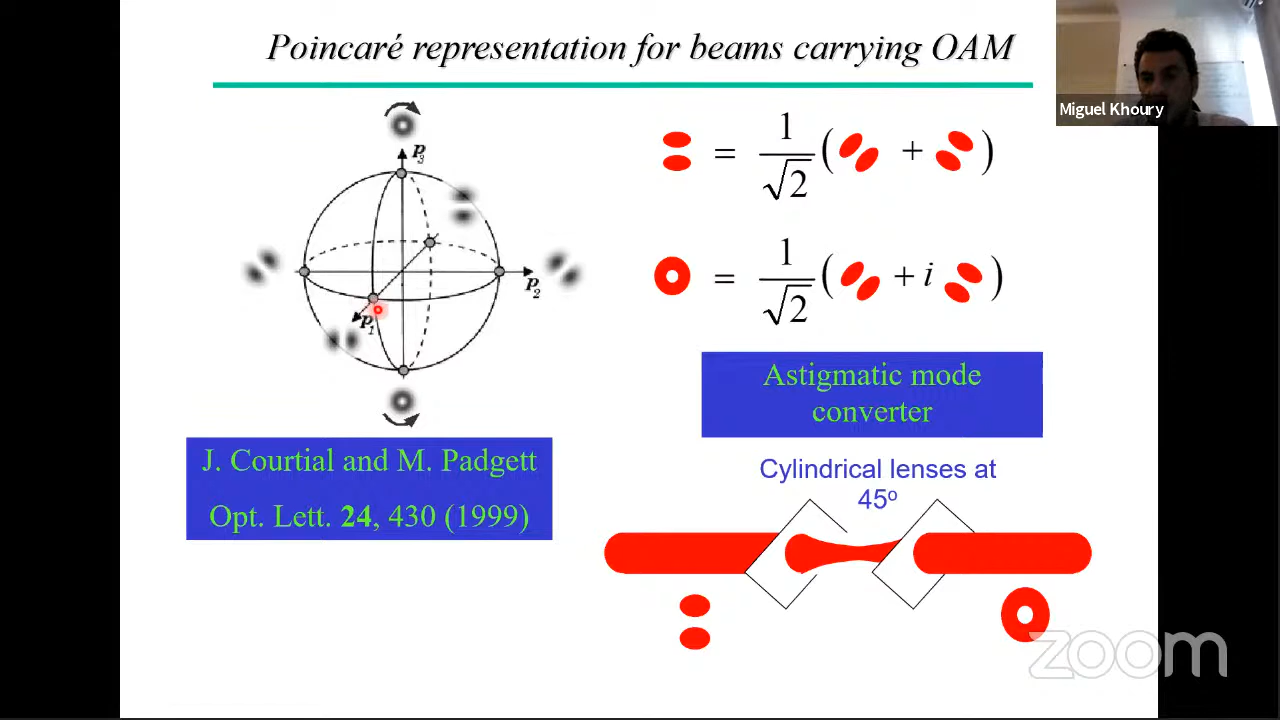 Poincaré representation for beams carrying OAM
Miguel Khoury
p3
p2
p1
= 1/√2 ( + )
= 1/√2 ( + i )
Astigmatic mode
converter
J. Courtial and M. Padgett
Opt. Lett. 24, 430 (1999)
Cylindrical lenses at
45º
zoom